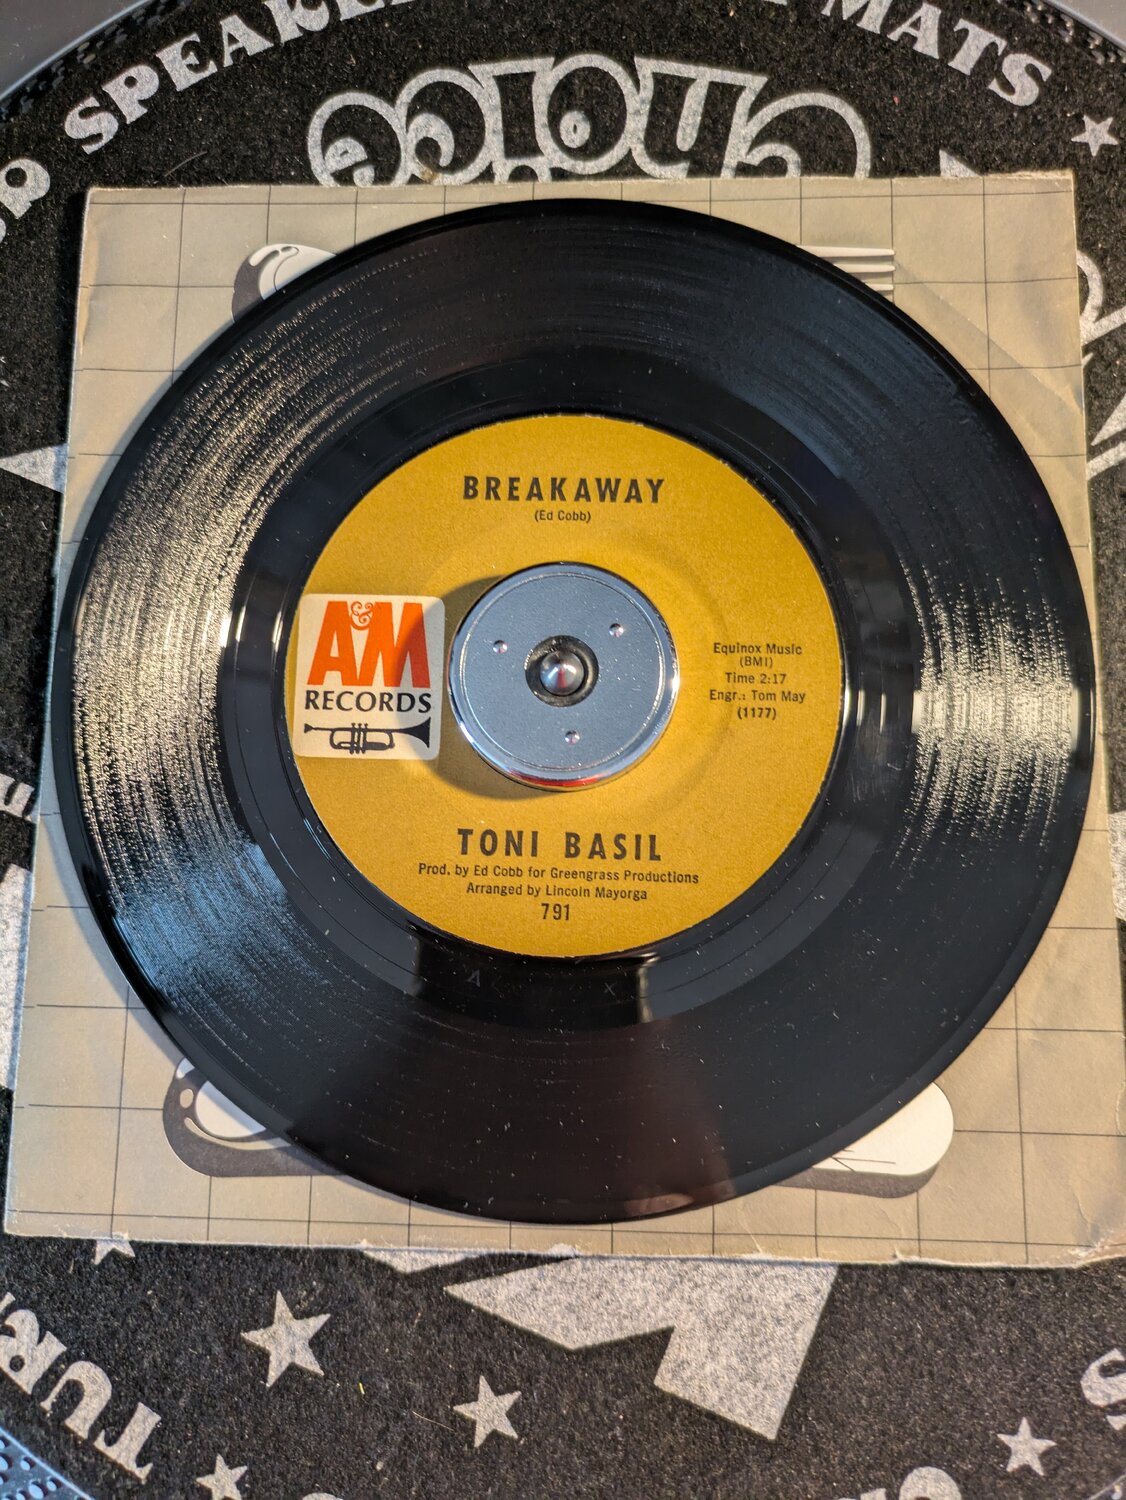 SPEAKE
MATS
choice
BREAKAWAY
(Ed Cobb)
A&M
RECORDS
Equinox Music
(BMI)
Time 2:17
Engr.: Tom May
(1177)
TONI BASIL
Prod. by Ed Cobb for Greengrass Productions
Arranged by Lincoln Mayorga
791